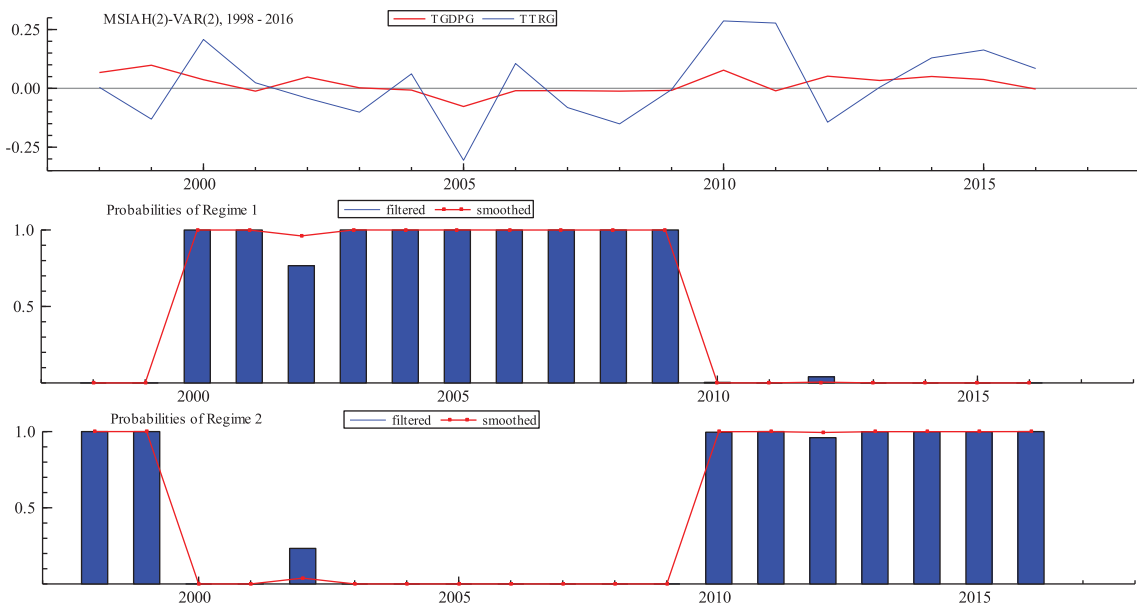 MSIAH(2)-VAR(2), 1998 - 2016
TGDPG TTRG
0.25
0.00
-0.25
2000 2005 2010 2015
Probabilities of Regime 1
filtered smoothed
1.0
0.5
2000 2005 2010 2015
Probabilities of Regime 2
filtered smoothed
1.0
0.5
2000 2005 2010 2015